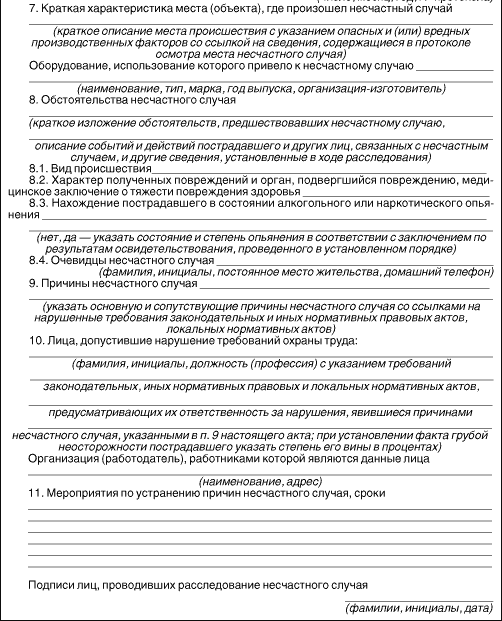 7. Краткая характеристика места (объекта), где произошел несчастный случай
(краткое описание места происшествия с указанием опасных и (или) вредных
производственных факторов со ссылкой на сведения, содержащиеся в протоколе
осмотра места несчастного случая)
Оборудование, использование которого привело к несчастному случаю
(наименование, тип, марка, год выпуска, организация-изготовитель)
8. Обстоятельства несчастного случая
(краткое изложение обстоятельств, предшествовавших несчастному случаю,
описание событий и действий пострадавшего и других лиц, связанных с несчастным
случаем, и другие сведения, установленные в ходе расследования)
8.1. Вид происшествия
8.2. Характер полученных повреждений и орган, подвергшийся повреждению, меди-
цинское заключение о тяжести повреждения здоровья
8.3. Нахождение пострадавшего в состоянии алкогольного или наркотического опья-
нения
(нет, да — указать состояние и степень опьянения в соответствии с заключением по
результатам освидетельствования, проведенного в установленном порядке)
8.4. Очевидцы несчастного случая
(фамилия, инициалы, постоянное место жительства, домашний телефон)
9. Причины несчастного случая
(указать основную и сопутствующие причины несчастного случая со ссылками на
нарушенные требования законодательных и иных нормативных правовых актов,
локальных нормативных актов)
10. Лица, допустившие нарушение требований охраны труда:
(фамилия, инициалы, должность (профессия) с указанием требований
законодательных, иных нормативных правовых и локальных нормативных актов,
предусматривающих их ответственность за нарушения, явившиеся причинами
несчастного случая, указанными в п. 9 настоящего акта; при установлении факта грубой
неосторожности пострадавшего указать степень его вины в процентах)
Организация (работодатель), работниками которой являются данные лица
(наименование, адрес)
11. Мероприятия по устранению причин несчастного случая, сроки
Подписи лиц, проводивших расследование несчастного случая
(фамилии, инициалы, дата)